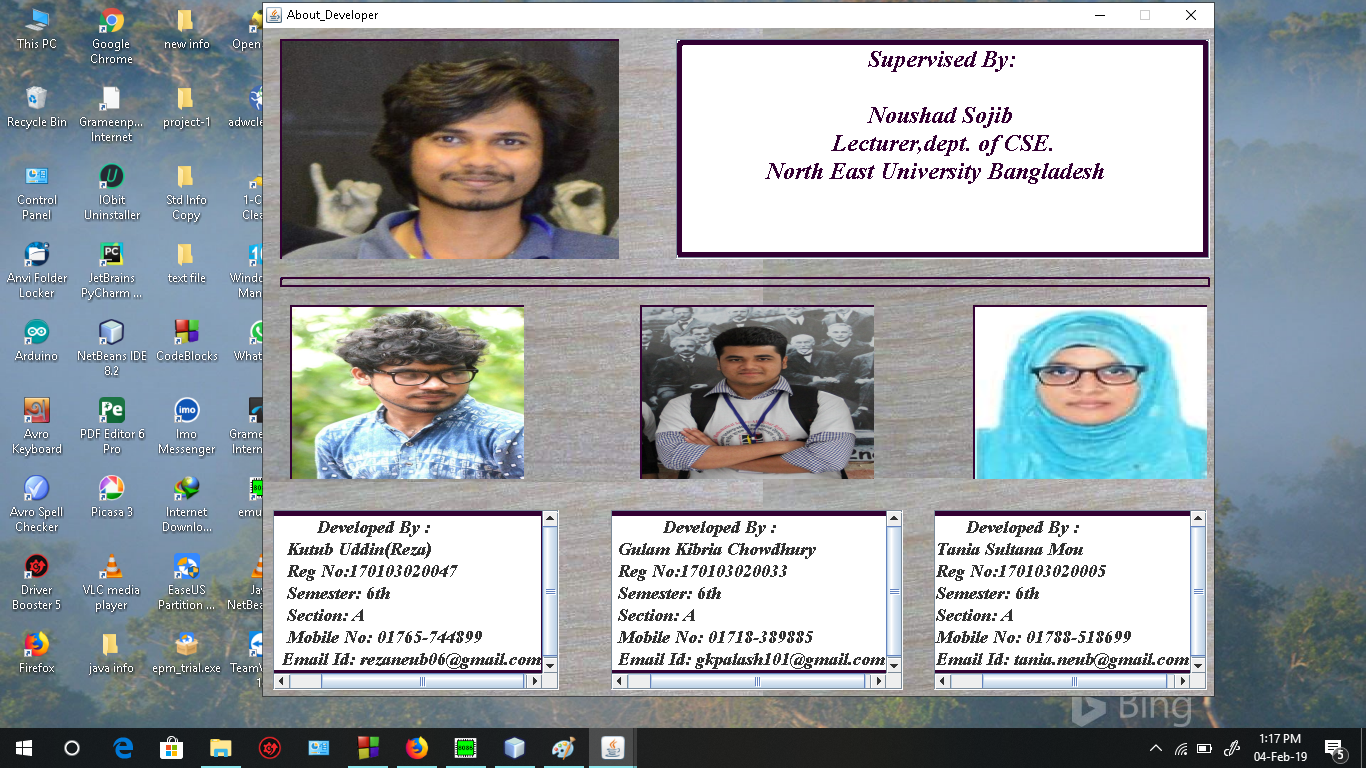 About_Developer
Supervised By:
Noushad Sojib
Lecturer,dept. of CSE.
North East University Bangladesh
Developed By :
Kutub Uddin(Reza)
Reg No:170103020047
Semester: 6th
Section: A
Mobile No: 01765-744899
Email Id: rezaneub06@gmail.com
Developed By :
Gulam Kibria Chowdhury
Reg No:170103020033
Semester: 6th
Section: A
Mobile No: 01718-389885
Email Id: gkpalash101@gmail.com
Developed By :
Tania Sultana Mou
Reg No:170103020005
Semester: 6th
Section: A
Mobile No: 01788-518699
Email Id: tania.neub@gmail.com
This PC
Google
Chrome
new info
Open
Recycle Bin
Grameenp...
Internet
project-1
adwcle
Control
Panel
IObit
Uninstaller
Std Info
Copy
1-C
Clea
Anvi Folder
Locker
JetBrains
PyCharm ...
text file
Windo
Man
Arduino
NetBeans IDE
8.2
CodeBlocks
What
Avro
Keyboard
PDF Editor 6
Pro
Imo
Messenger
Grame
Intern
Avro Spell
Checker
Picasa 3
Internet
Downlo...
emu
Driver
Booster 5
VLC media
player
EaseUS
Partition ...
Ja
NetBe
Firefox
java info
epm_trial.exe
TeamV
1
Bing
1:17 PM
04-Feb-19
5